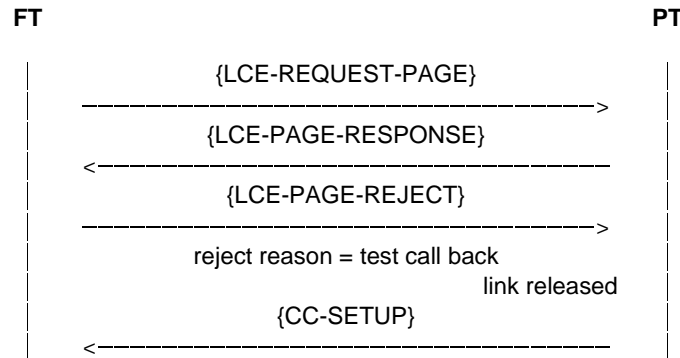 FT PT
{LCE-REQUEST-PAGE}
{LCE-PAGE-RESPONSE}
{LCE-PAGE-REJECT}
reject reason = test call back
link released
{CC-SETUP}